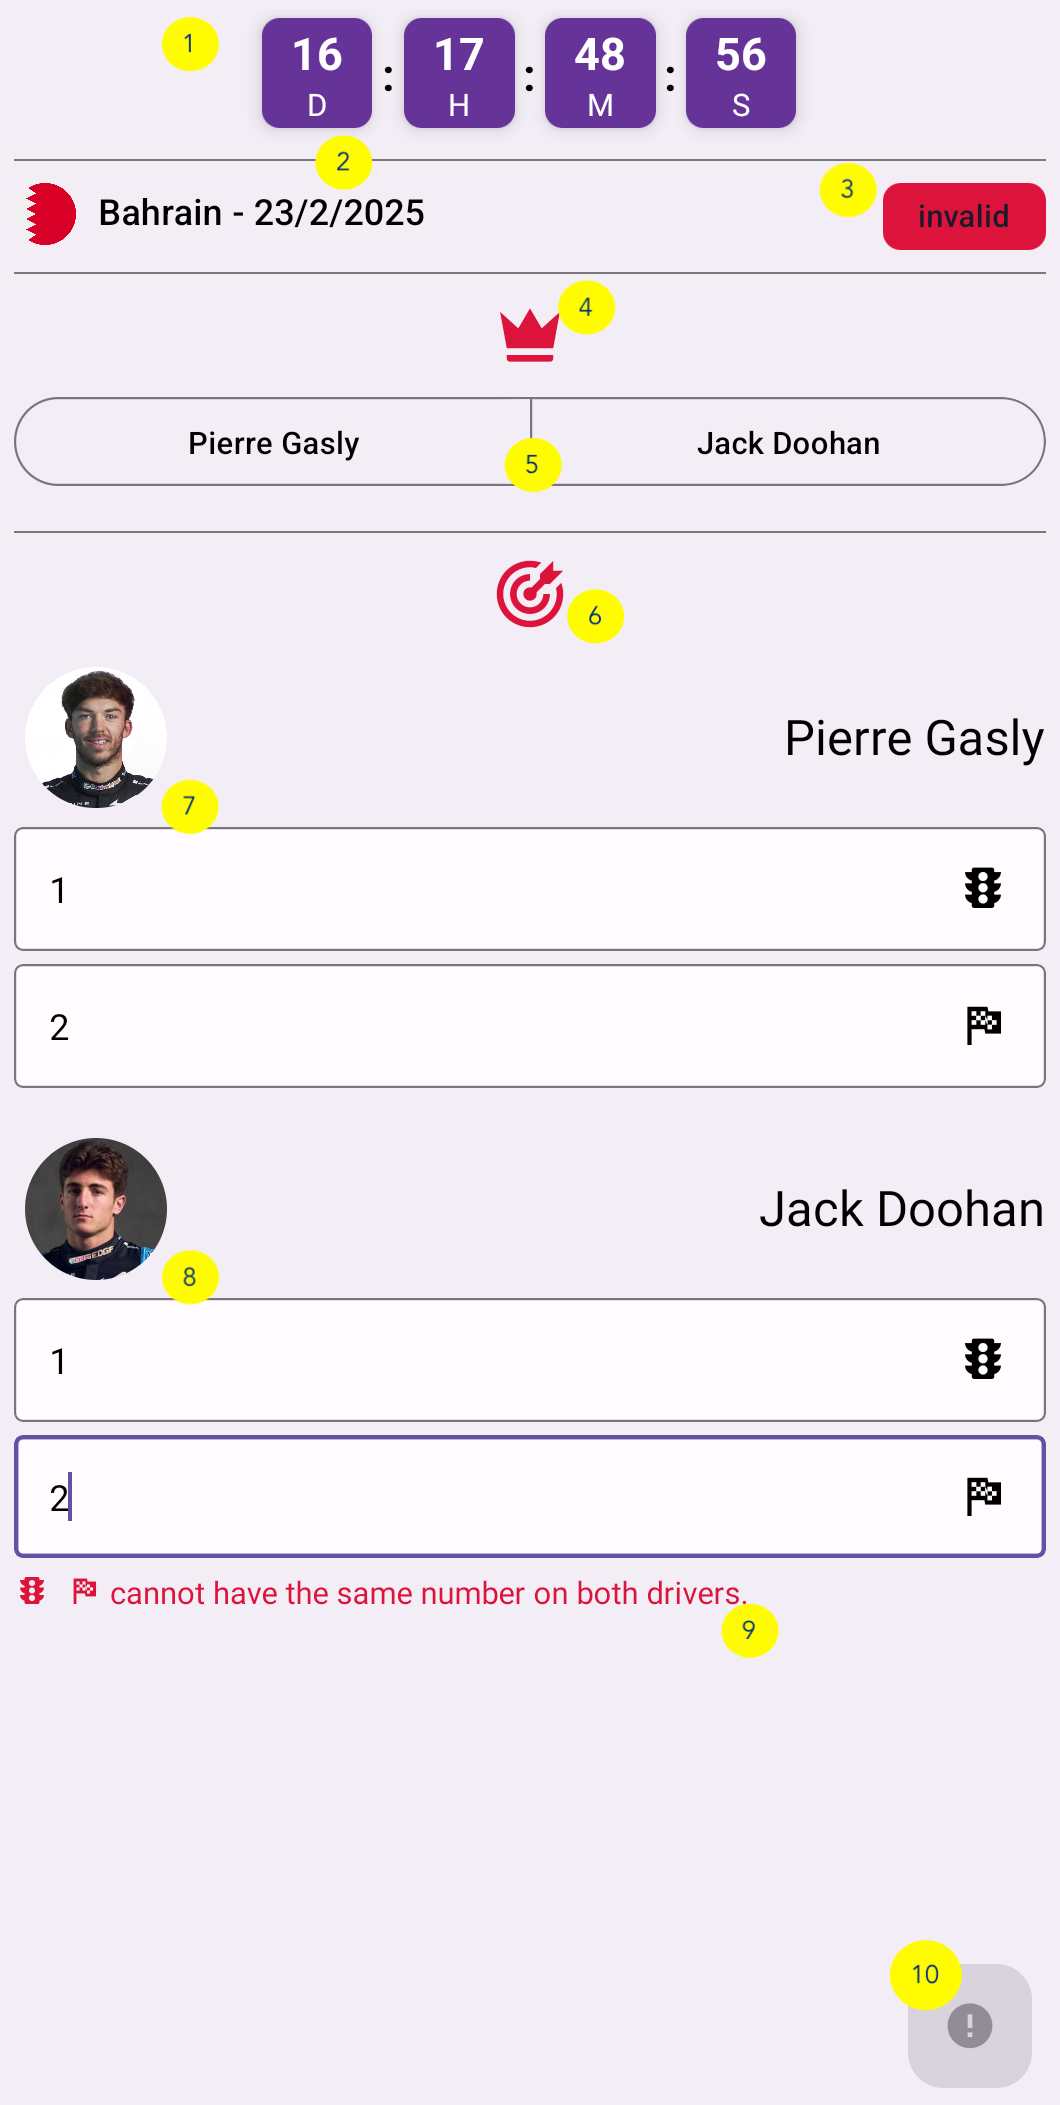 1
16 : 17 : 48 : 56
D H M S
2
Bahrain - 23/2/2025
3
invalid
4
Pierre Gasly
Jack Doohan
5
6
Pierre Gasly
7
1
2
Jack Doohan
8
1
2
cannot have the same number on both drivers.
9
10